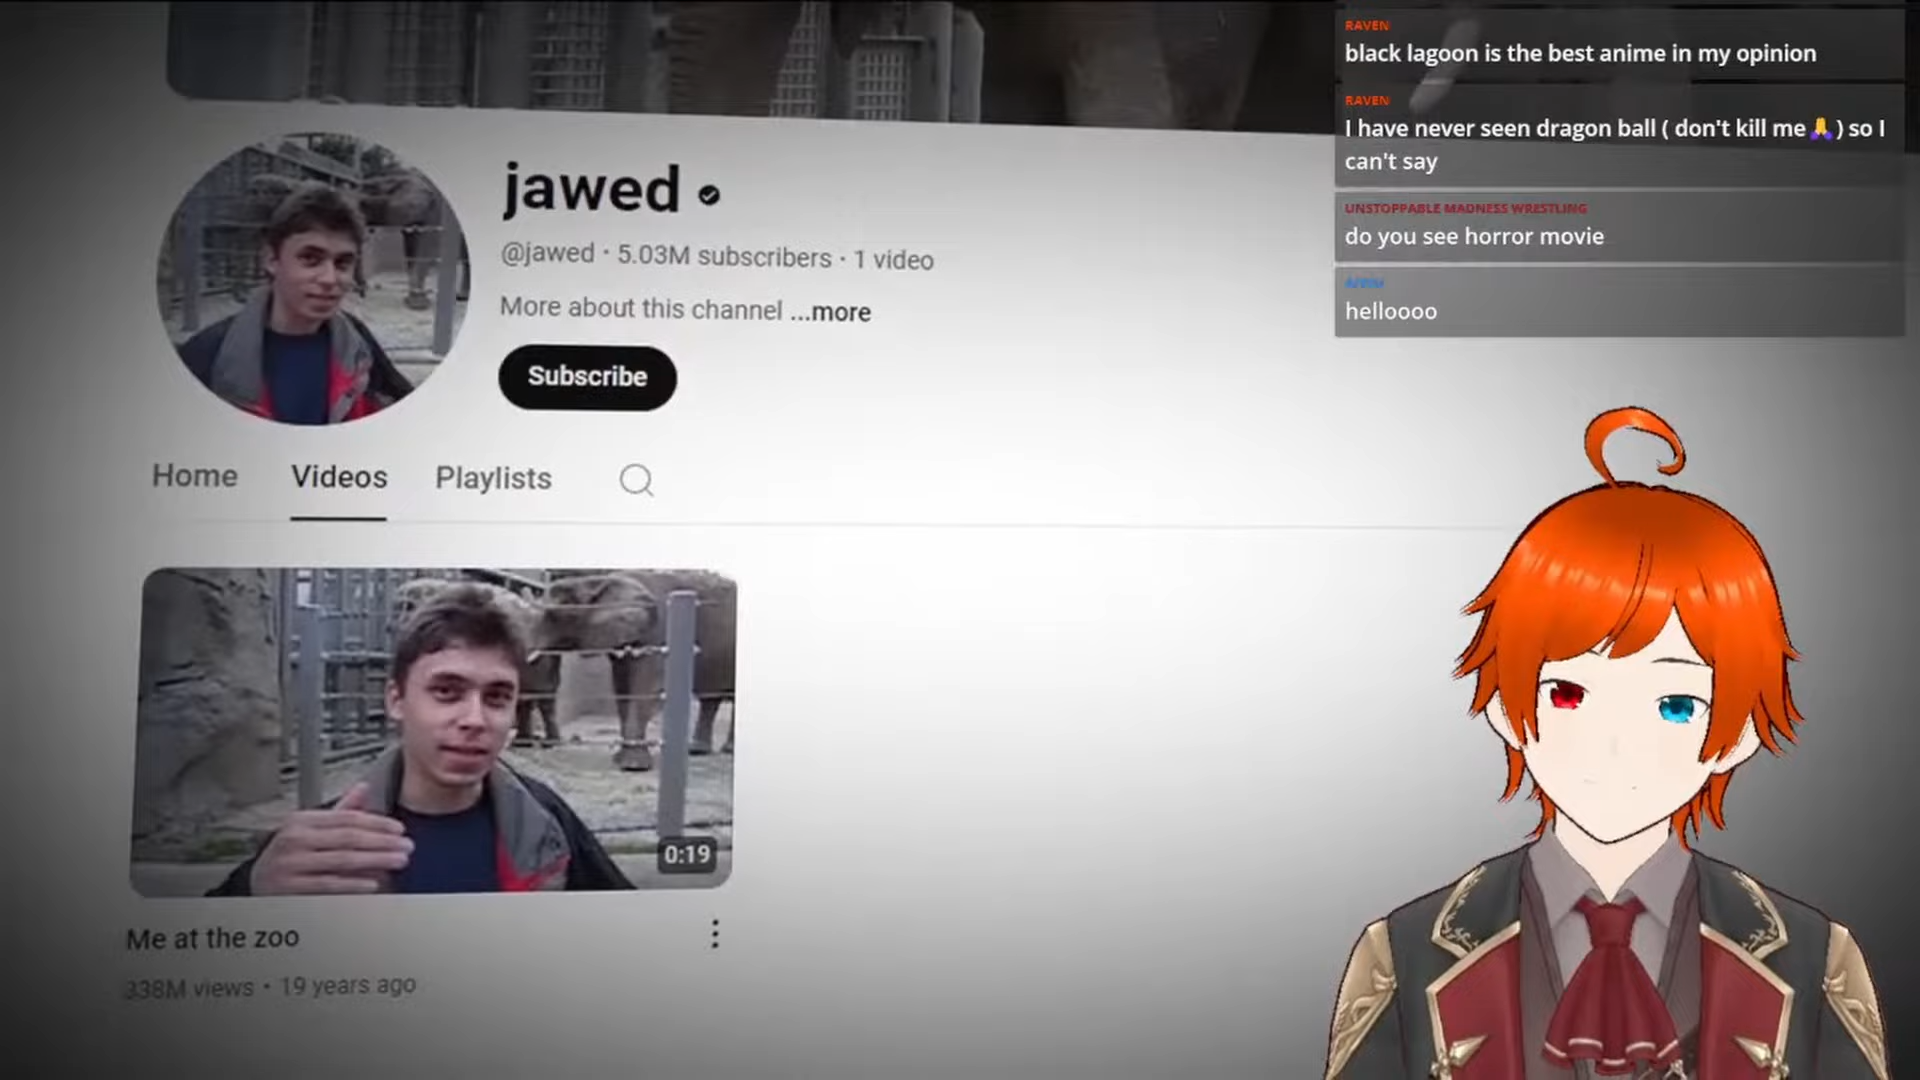 jawed
@jawed · 5.03M subscribers · 1 video
More about this channel ...more
Subscribe
Home Videos Playlists
0:19
Me at the zoo
338M views · 19 years ago
RAVEN
black lagoon is the best anime in my opinion
RAVEN
I have never seen dragon ball ( don't kill me🙏) so I
can't say
UNSTOPPABLE MADNESS WRESTLING
do you see horror movie
helloooo